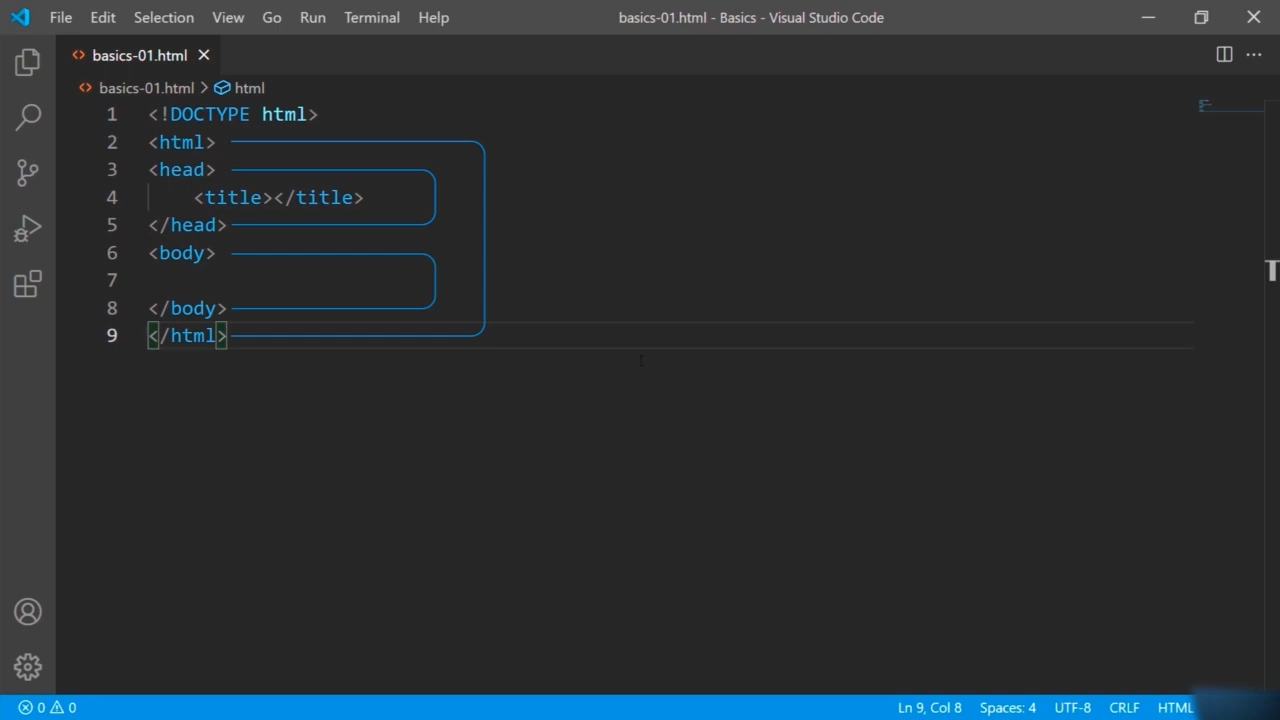 File Edit Selection View Go Run Terminal Help basics-01.html - Basics - Visual Studio Code
basics-01.html
basics-01.html > html
1 <!DOCTYPE html>
2 <html>
3 <head>
4 <title></title>
5 </head>
6 <body>
7
8 </body>
9 </html>
0 0 Ln 9, Col 8 Spaces: 4 UTF-8 CRLF HTML